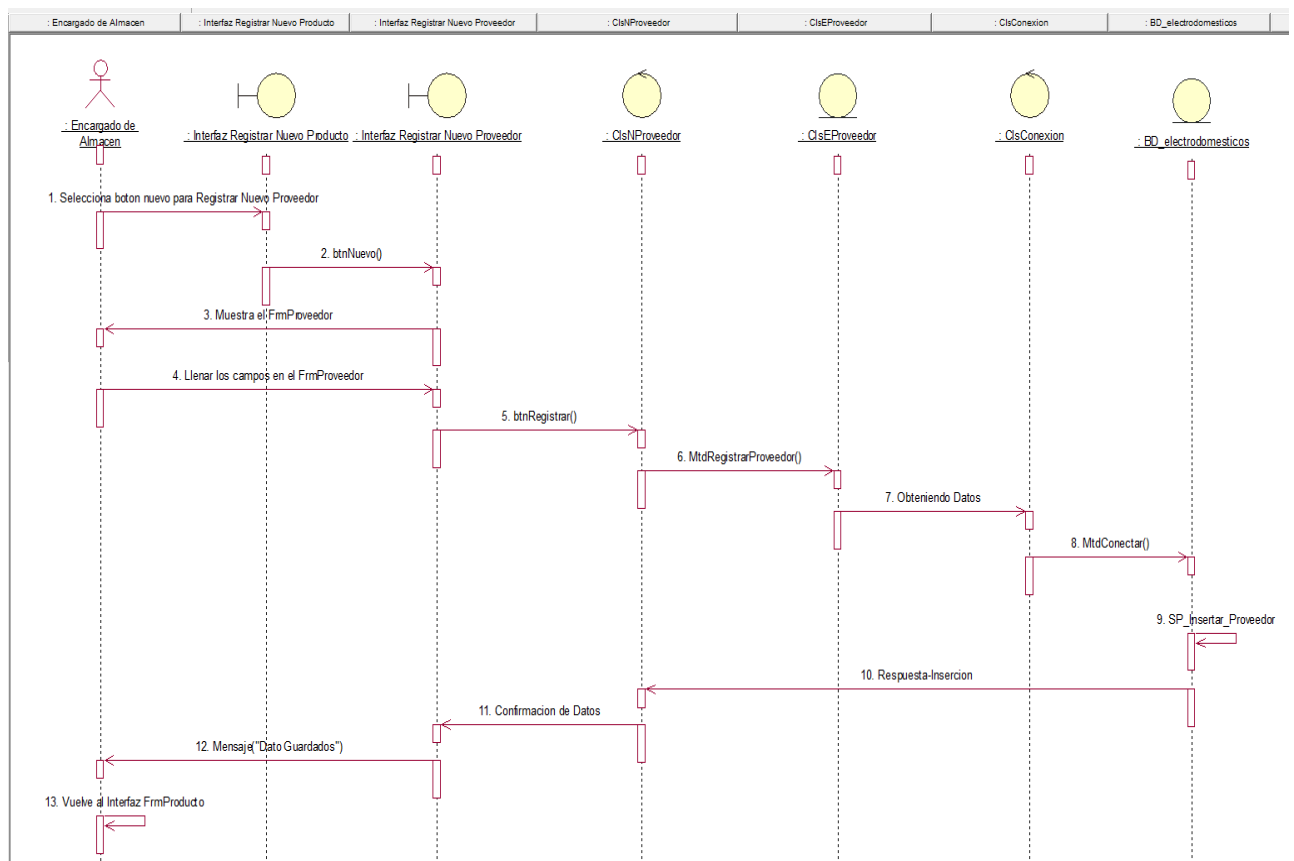 : Encargado de Almacen
: Interfaz Registrar Nuevo Producto
: Interfaz Registrar Nuevo Proveedor
: ClsNProveedor
: ClsEProveedor
: ClsConexion
: BD_electrodomesticos
: Encargado de
Almacen
: Interfaz Registrar Nuevo Producto
: Interfaz Registrar Nuevo Proveedor
: ClsNProveedor
: ClsEProveedor
: ClsConexion
: BD_electrodomesticos
1. Selecciona boton nuevo para Registrar Nuevo Proveedor
2. btnNuevo()
3. Muestra el FrmProveedor
4. Llenar los campos en el FrmProveedor
5. btnRegistrar()
6. MtdRegistrarProveedor()
7. Obteniendo Datos
8. MtdConectar()
9. SP_Insertar_Proveedor
10. Respuesta-Insercion
11. Confirmacion de Datos
12. Mensaje("Dato Guardados")
13. Vuelve al Interfaz FrmProducto